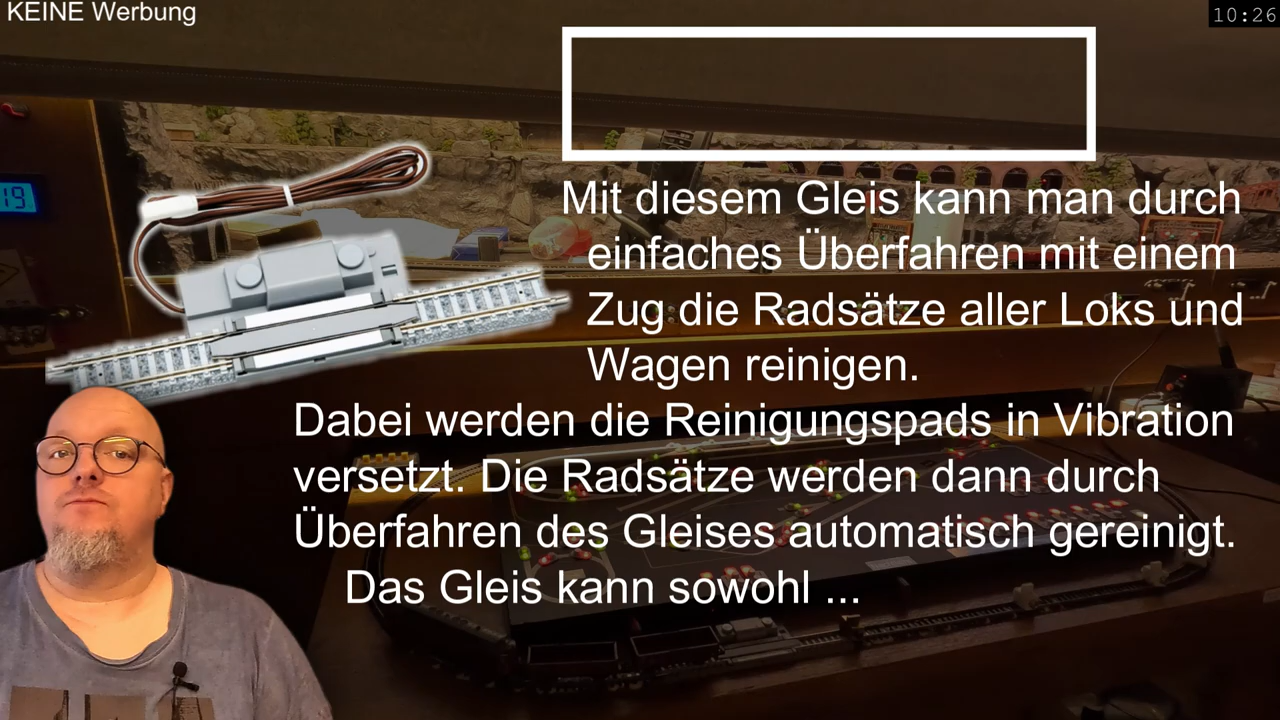 KEINE Werbung
10:26
19
Mit diesem Gleis kann man durch
einfaches Überfahren mit einem
Zug die Radsätze aller Loks und
Wagen reinigen.
Dabei werden die Reinigungspads in Vibration
versetzt. Die Radsätze werden dann durch
Überfahren des Gleises automatisch gereinigt.
Das Gleis kann sowohl ...